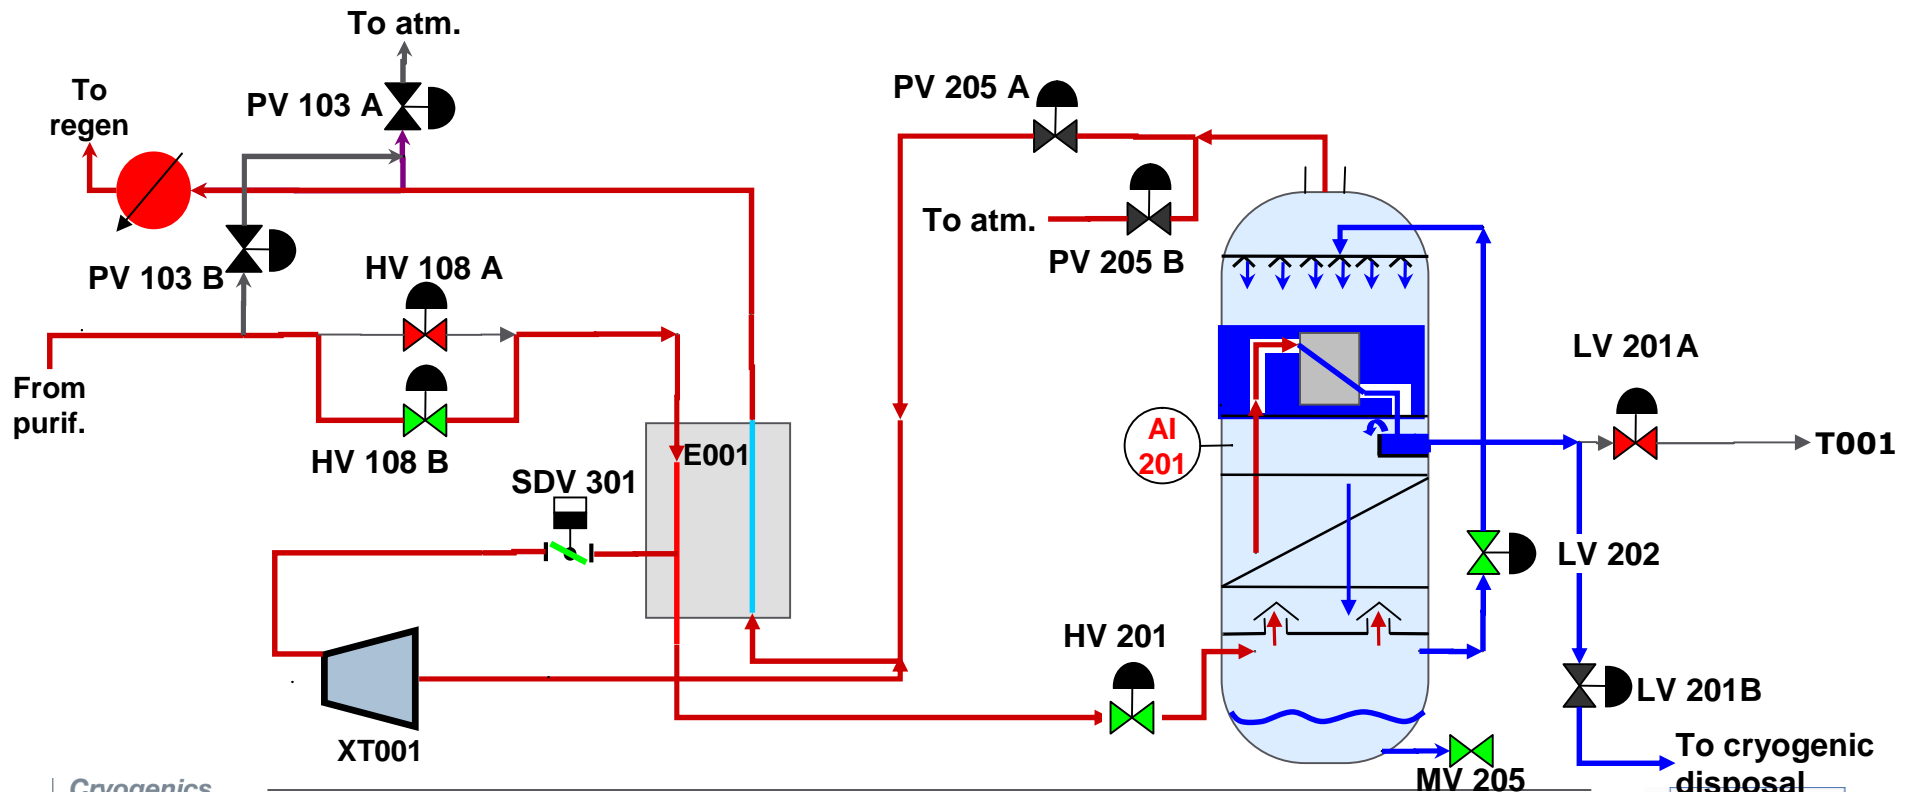 To atm.
To
regen
PV 103 A
PV 205 A
To atm.
PV 103 B
HV 108 A
PV 205 B
From
purif.
HV 108 B
E001
SDV 301
AI
201
LV 201A
T001
LV 202
HV 201
LV 201B
XT001
To cryogenic
disposal
MV 205
Cryogenics